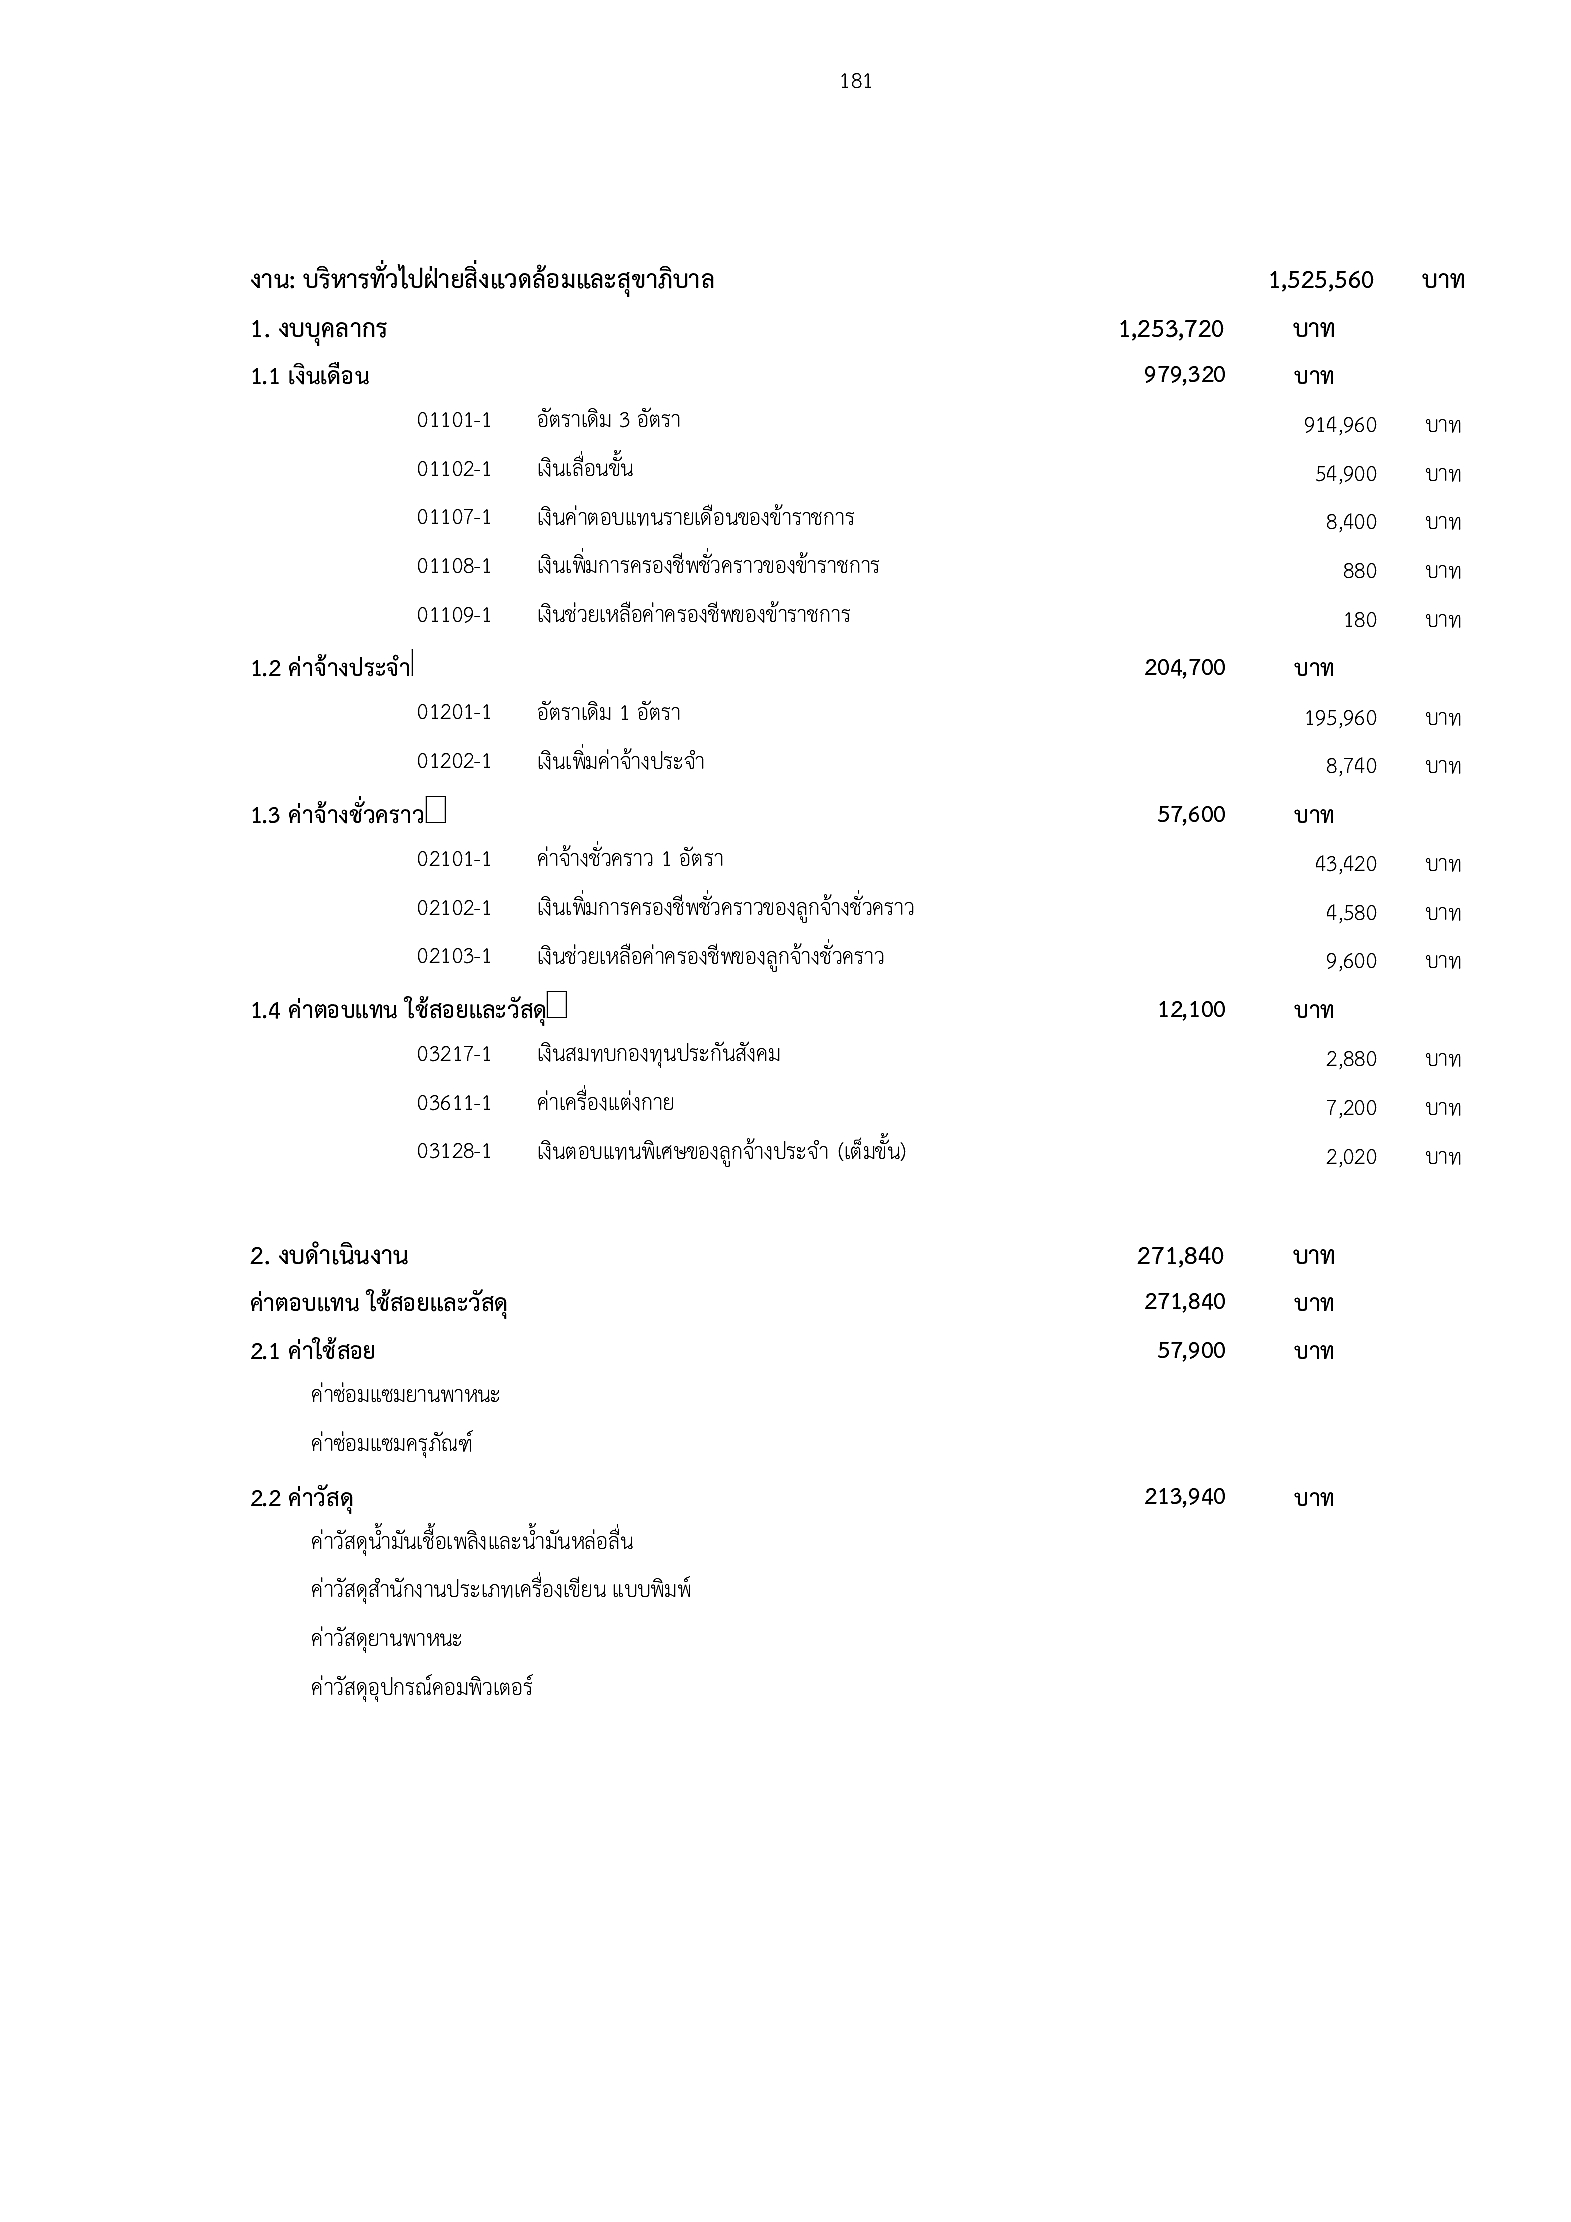 181
งาน: บริหารทั่วไปฝ่ายสิ่งแวดล้อมและสุขาภิบาล 1,525,560 บาท
1. งบบุคลากร 1,253,720 บาท
1.1 เงินเดือน 979,320 บาท
01101-1 อัตราเดิม 3 อัตรา 914,960 บาท
01102-1 เงินเลื่อนขั้น 54,900 บาท
01107-1 เงินค่าตอบแทนรายเดือนของข้าราชการ 8,400 บาท
01108-1 เงินเพิ่มการครองชีพชั่วคราวของข้าราชการ 880 บาท
01109-1 เงินช่วยเหลือค่าครองชีพของข้าราชการ 180 บาท
1.2 ค่าจ้างประจำ 204,700 บาท
01201-1 อัตราเดิม 1 อัตรา 195,960 บาท
01202-1 เงินเพิ่มค่าจ้างประจำ 8,740 บาท
1.3 ค่าจ้างชั่วคราว 57,600 บาท
02101-1 ค่าจ้างชั่วคราว 1 อัตรา 43,420 บาท
02102-1 เงินเพิ่มการครองชีพชั่วคราวของลูกจ้างชั่วคราว 4,580 บาท
02103-1 เงินช่วยเหลือค่าครองชีพของลูกจ้างชั่วคราว 9,600 บาท
1.4 ค่าตอบแทน ใช้สอยและวัสดุ 12,100 บาท
03217-1 เงินสมทบกองทุนประกันสังคม 2,880 บาท
03611-1 ค่าเครื่องแต่งกาย 7,200 บาท
03128-1 เงินตอบแทนพิเศษของลูกจ้างประจำ (เต็มขั้น) 2,020 บาท
2. งบดำเนินงาน 271,840 บาท
ค่าตอบแทน ใช้สอยและวัสดุ 271,840 บาท
2.1 ค่าใช้สอย 57,900 บาท
ค่าซ่อมแซมยานพาหนะ
ค่าซ่อมแซมครุภัณฑ์
2.2 ค่าวัสดุ 213,940 บาท
ค่าวัสดุน้ำมันเชื้อเพลิงและน้ำมันหล่อลื่น
ค่าวัสดุสำนักงานประเภทเครื่องเขียน แบบพิมพ์
ค่าวัสดุยานพาหนะ
ค่าวัสดุอุปกรณ์คอมพิวเตอร์